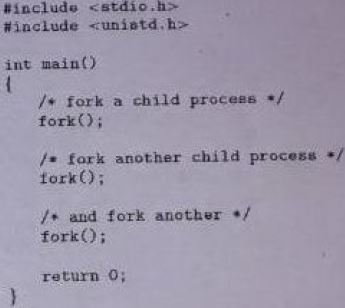 #include <stdio.h>
#include <unistd.h>

int main()
{
    /* fork a child process */
    fork();

    /* fork another child process */
    fork();

    /* and fork another */
    fork();

    return 0;
}